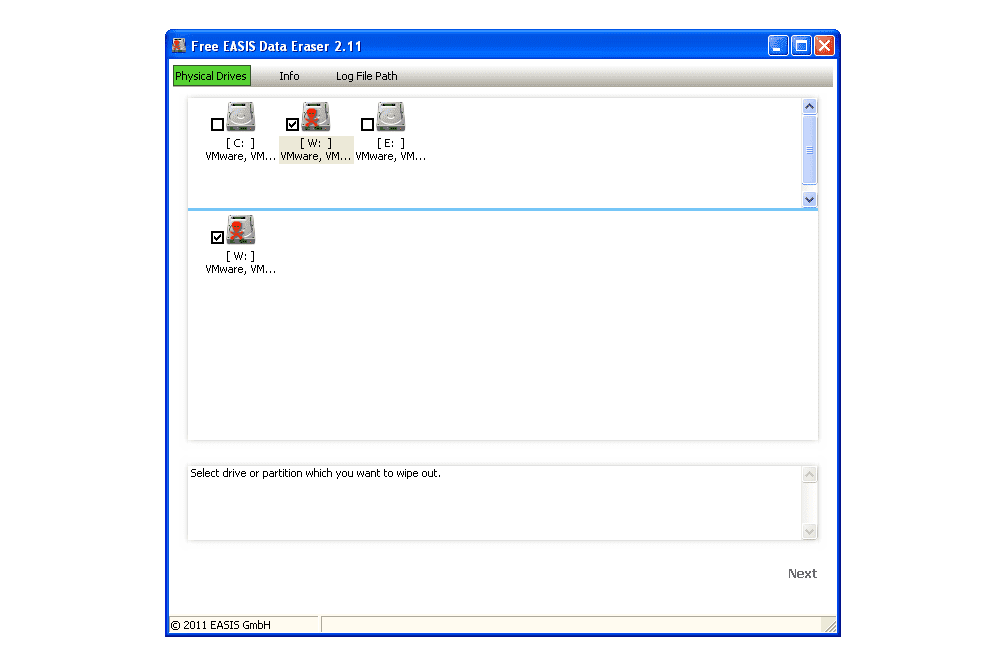 Free EASIS Data Eraser 2.11
Physical Drives Info Log File Path
[ C: ] [ W: ] [ E: ]
VMware, VM... VMware, VM... VMware, VM...
[ W: ]
VMware, VM...
Select drive or partition which you want to wipe out.
Next
© 2011 EASIS GmbH